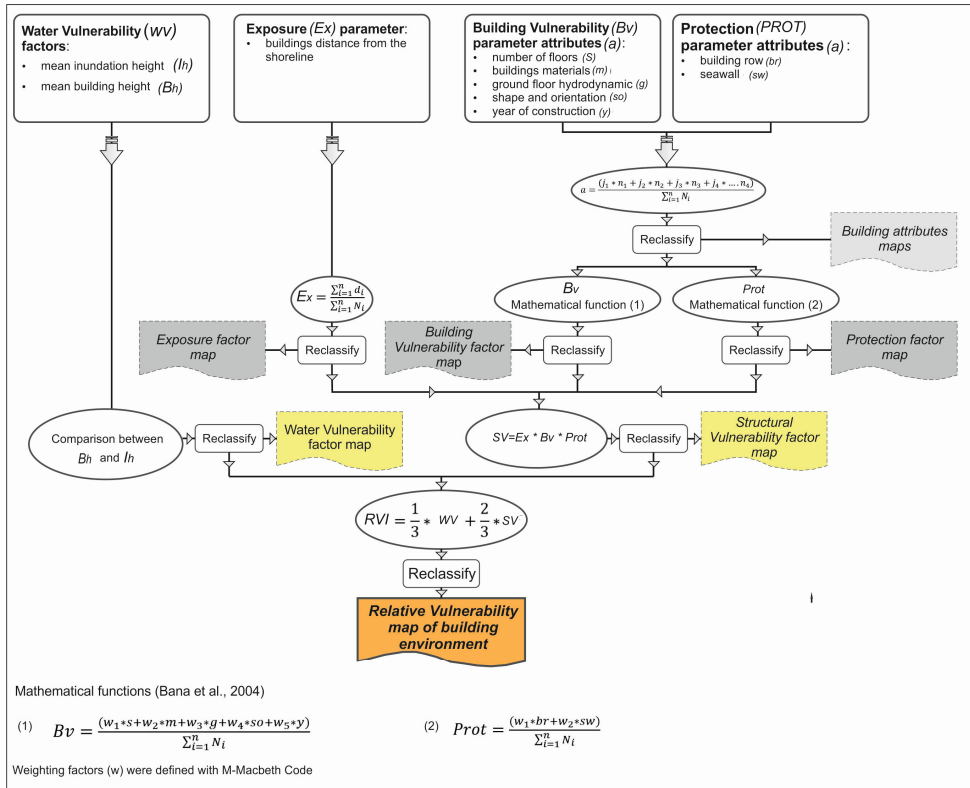 Water Vulnerability (WV)
factors:
• mean inundation height (Ih)
• mean building height (Bh)
Exposure (Ex) parameter:
• buildings distance from the
shoreline
Building Vulnerability (Bv)
parameter attributes (a):
• number of floors (S)
• buildings materials (m)
• ground floor hydrodynamic (g)
• shape and orientation (so)
• year of construction (y)
Protection (PROT)
parameter attributes (a) :
• building row (br)
• seawall (sw)
a = (j₁ * n₁ + j₂ * n₂ + j₃ * n₃ + j₄ * .... n₄) / ∑ⁿᵢ₌₁ Nᵢ
Reclassify
Building attributes
maps
Ex = ∑ⁿᵢ₌₁ dᵢ / ∑ⁿᵢ₌₁ Nᵢ
Bv
Mathematical function (1)
Prot
Mathematical function (2)
Exposure factor
map
Reclassify
Building
Vulnerability factor
map
Reclassify
Reclassify
Protection factor
map
Comparison between
Bh and Ih
Reclassify
Water Vulnerability
factor map
SV=Ex * Bv * Prot
Reclassify
Structural
Vulnerability factor
map
RVI = 1/3 * WV + 2/3 * SV
Reclassify
Relative Vulnerability
map of building
environment
Mathematical functions (Bana et al., 2004)
(1) Bv = (w₁*s+w₂*m+w₃*g+w₄*so+w₅*y) / ∑ⁿᵢ₌₁ Nᵢ
(2) Prot = (w₁*br+w₂*sw) / ∑ⁿᵢ₌₁ Nᵢ
Weighting factors (w) were defined with M-Macbeth Code